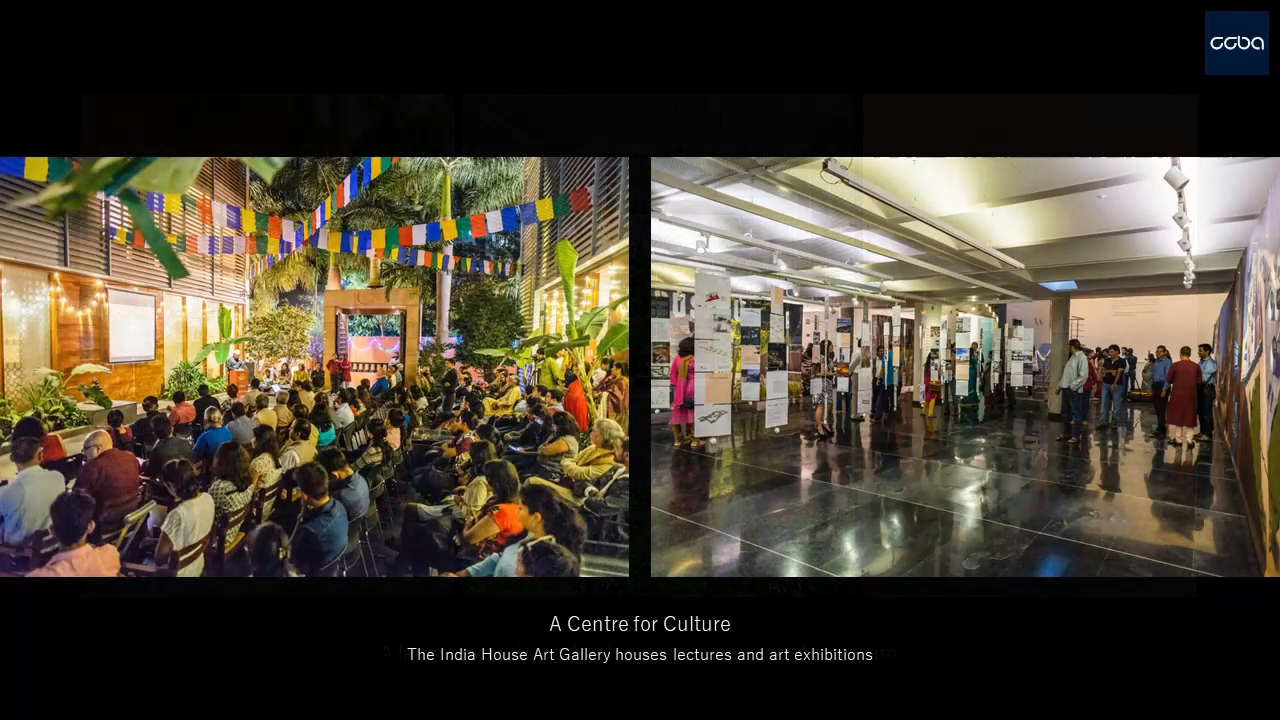 ccba
A Centre for Culture
The India House Art Gallery houses lectures and art exhibitions